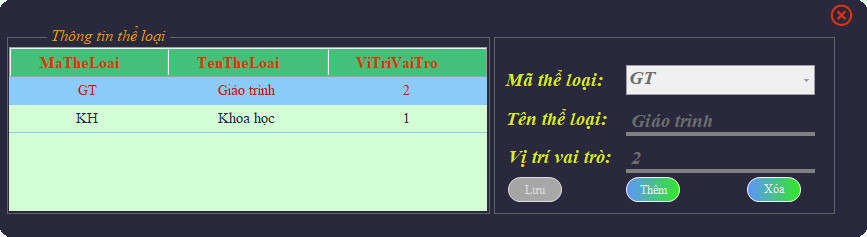 Thông tin thể loại
MaTheLoai TenTheLoai ViTriVaiTro
GT Giáo trình 2
KH Khoa học 1
Mã thể loại: GT
Tên thể loại: Giáo trình
Vị trí vai trò: 2
Lưu Thêm Xóa